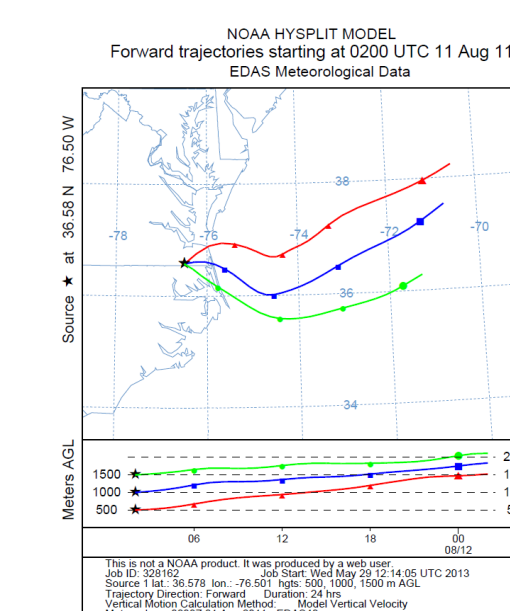 NOAA HYSPLIT MODEL
Forward trajectories starting at 0200 UTC 11 Aug 11
EDAS Meteorological Data
Source ★ at 36.58 N 76.50 W
38
-78
-76
-74
-72
-70
36
34
Meters AGL
1500
1000
500
2
1
1
5
06
12
18
00
08/12
This is not a NOAA product. It was produced by a web user.
Job ID: 328162 Job Start: Wed May 29 12:14:05 UTC 2013
Source 1 lat.: 36.578 lon.: -76.501 hgts: 500, 1000, 1500 m AGL
Trajectory Direction: Forward Duration: 24 hrs
Vertical Motion Calculation Method: Model Vertical Velocity